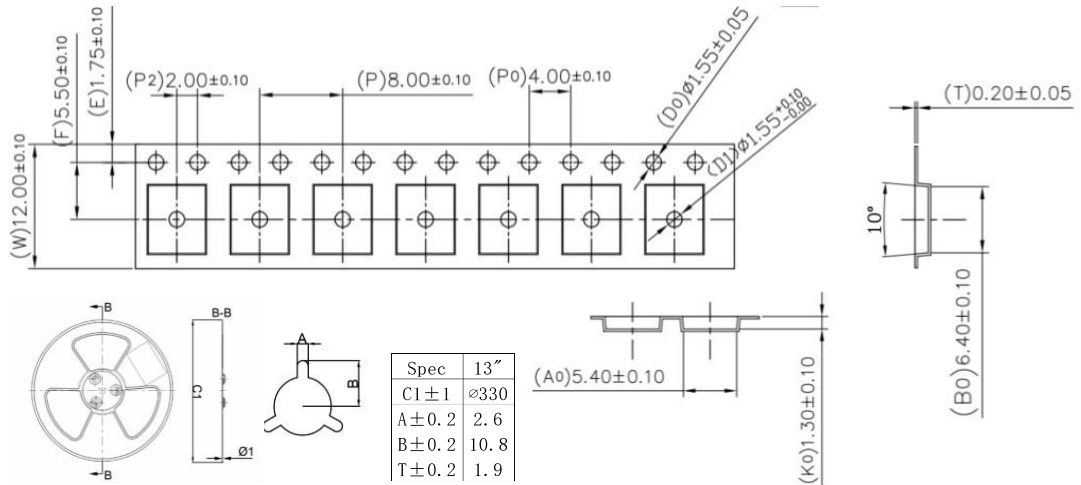 (W)12.00±0.10
(F)5.50±0.10
(E)1.75±0.10
(P2)2.00±0.10
(P)8.00±0.10
(P0)4.00±0.10
(D0)ø1.55±0.05
(D1)ø1.55+0.10-0.00
(T)0.20±0.05
10°
(B0)6.40±0.10
B
C1
B
B-B
Ø1
A
B
Spec 13″
C1±1 ⌀330
A±0.2 2.6
B±0.2 10.8
T±0.2 1.9
(A0)5.40±0.10
(K0)1.30±0.10